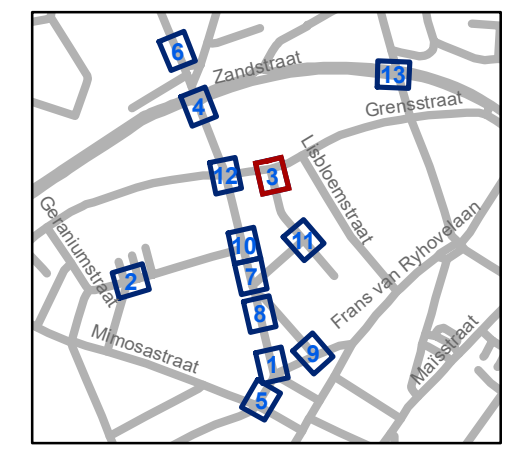 6
Zandstraat
13
4
Grensstraat
12
3
Lisbloemstraat
Geraniumstraat
10
11
7
2
Frans van Ryhovelaan
8
Mimosastraat
9
1
Maïsstraat
5